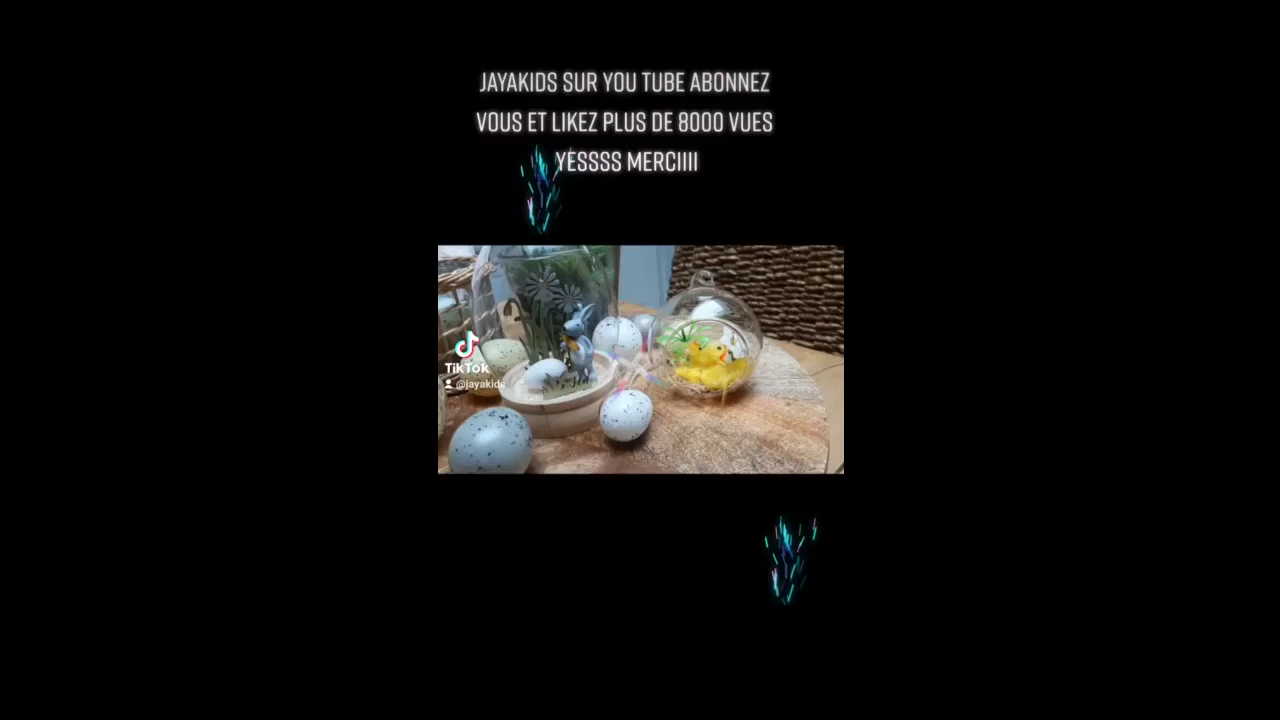 JAYAKIDS SUR YOU TUBE ABONNEZ
VOUS ET LIKEZ PLUS DE 8000 VUES
YESSSS MERCIIII
TikTok
@jayakids